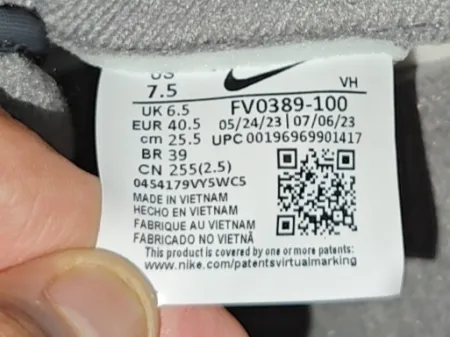 US
7.5 VH
UK 6.5 FV0389-100
EUR 40.5 05/24/23 | 07/06/23
cm 25.5 UPC 00196969901417
BR 39
CN 255(2.5)
0454179VY5WC5
MADE IN VIETNAM
HECHO EN VIETNAM
FABRIQUE AU VIETNAM
FABRICADO NO VIETNÃ
This product is covered by one or more patents:
www.nike.com/patentsvirtualmarking